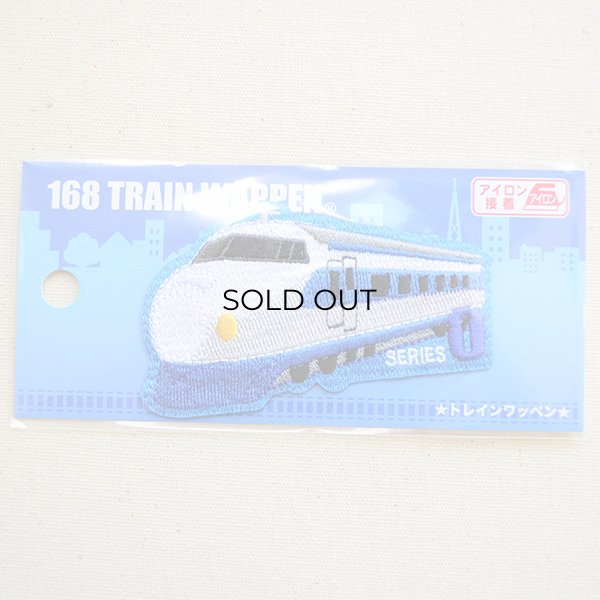 168 TRAIN WAPPEN®
アイロン
接着
アイロン
SOLD OUT
SERIES 0
★トレインワッペン★